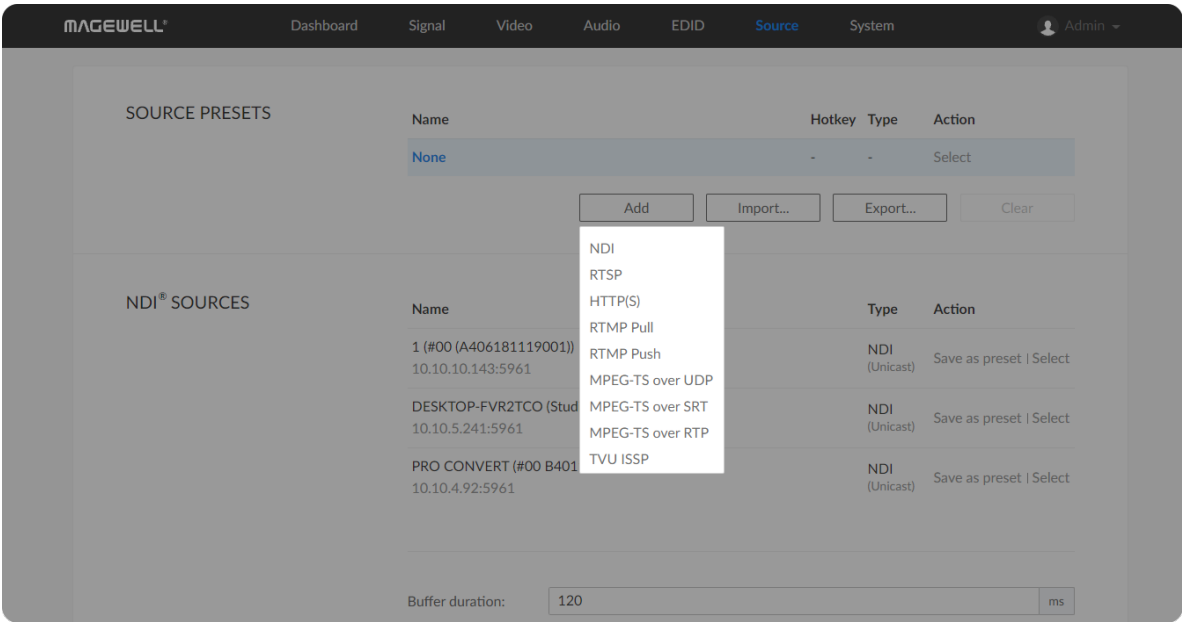 MAGEWELL® Dashboard Signal Video Audio EDID Source System Admin
SOURCE PRESETS
Name Hotkey Type Action
None - - Select
Add Import... Export... Clear
NDI
RTSP
HTTP(S)
RTMP Pull
RTMP Push
MPEG-TS over UDP
MPEG-TS over SRT
MPEG-TS over RTP
TVU ISSP
NDI® SOURCES
Name Type Action
1 (#00 (A406181119001)) NDI
10.10.10.143:5961 (Unicast) Save as preset | Select
DESKTOP-FVR2TCO (Stud NDI
10.10.5.241:5961 (Unicast) Save as preset | Select
PRO CONVERT (#00 B401 NDI
10.10.4.92:5961 (Unicast) Save as preset | Select
Buffer duration: 120 ms